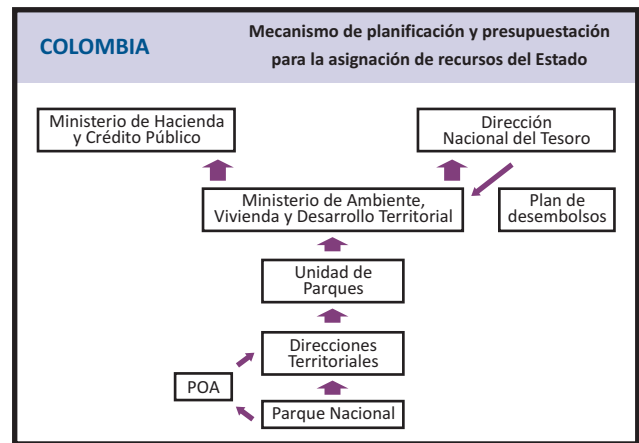 COLOMBIA
Mecanismo de planificación y presupuestación
para la asignación de recursos del Estado
Ministerio de Hacienda
y Crédito Público
Dirección
Nacional del Tesoro
Ministerio de Ambiente,
Vivienda y Desarrollo Territorial
Plan de
desembolsos
Unidad de
Parques
Direcciones
Territoriales
POA
Parque Nacional